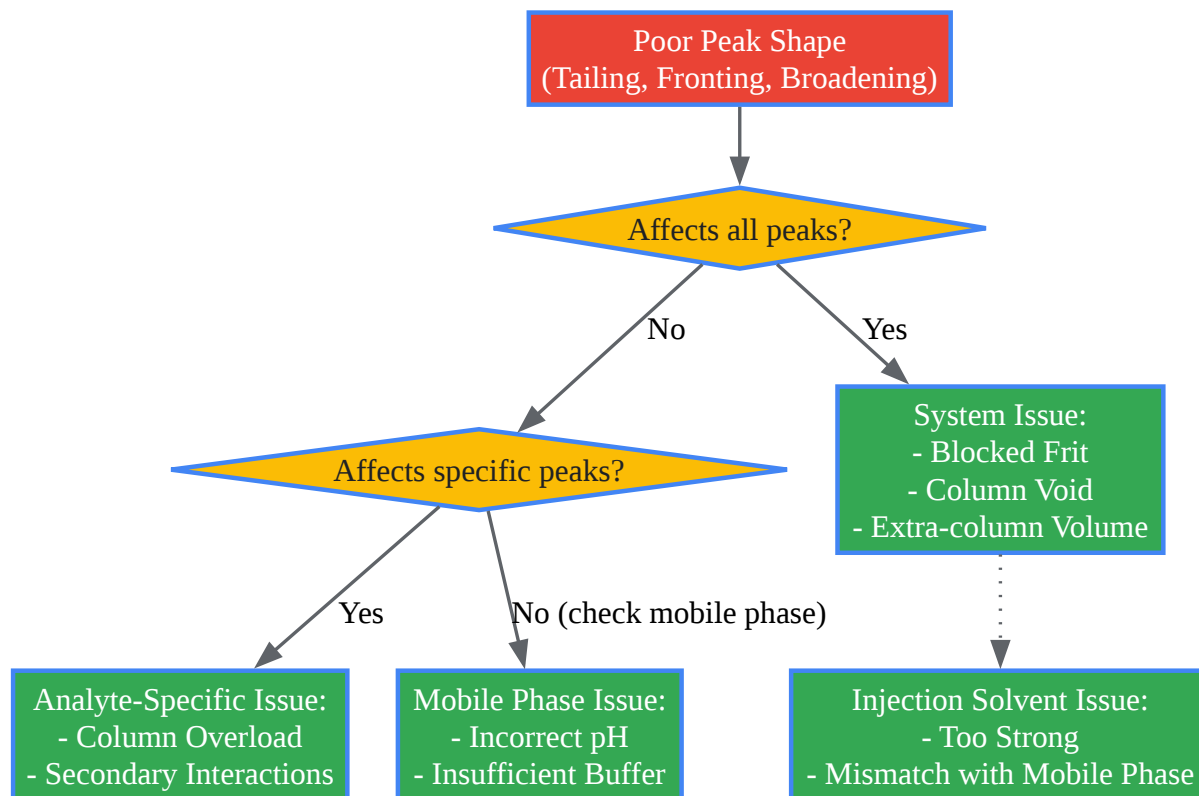 Poor Peak Shape
(Tailing, Fronting, Broadening)
Affects all peaks?
No
Yes
System Issue:
- Blocked Frit
- Column Void
- Extra-column Volume
Affects specific peaks?
Yes
No (check mobile phase)
Analyte-Specific Issue:
- Column Overload
- Secondary Interactions
Mobile Phase Issue:
- Incorrect pH
- Insufficient Buffer
Injection Solvent Issue:
- Too Strong
- Mismatch with Mobile Phase